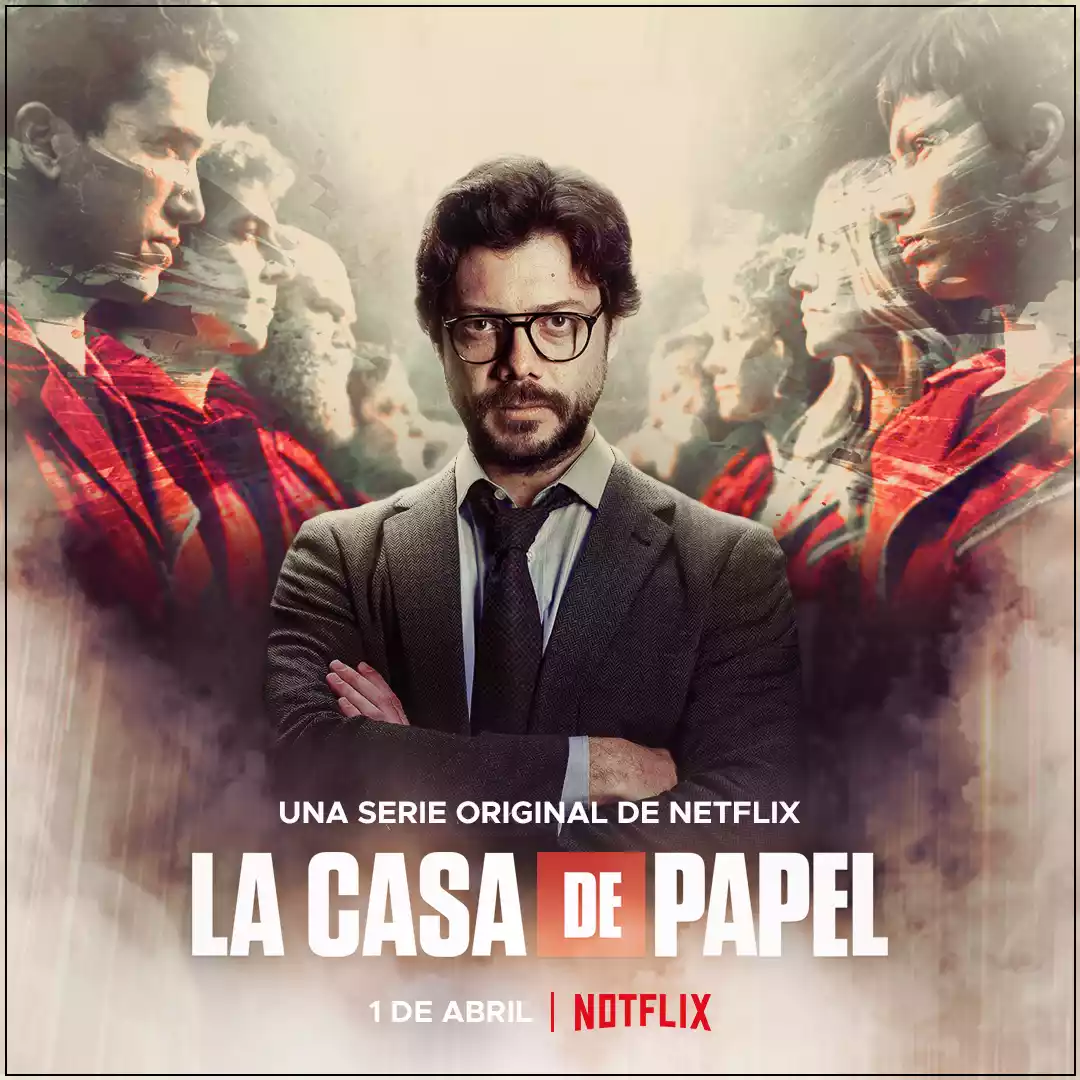 UNA SERIE ORIGINAL DE NETFLIX
LA CASA DE PAPEL
1 DE ABRIL | NOTFLIX